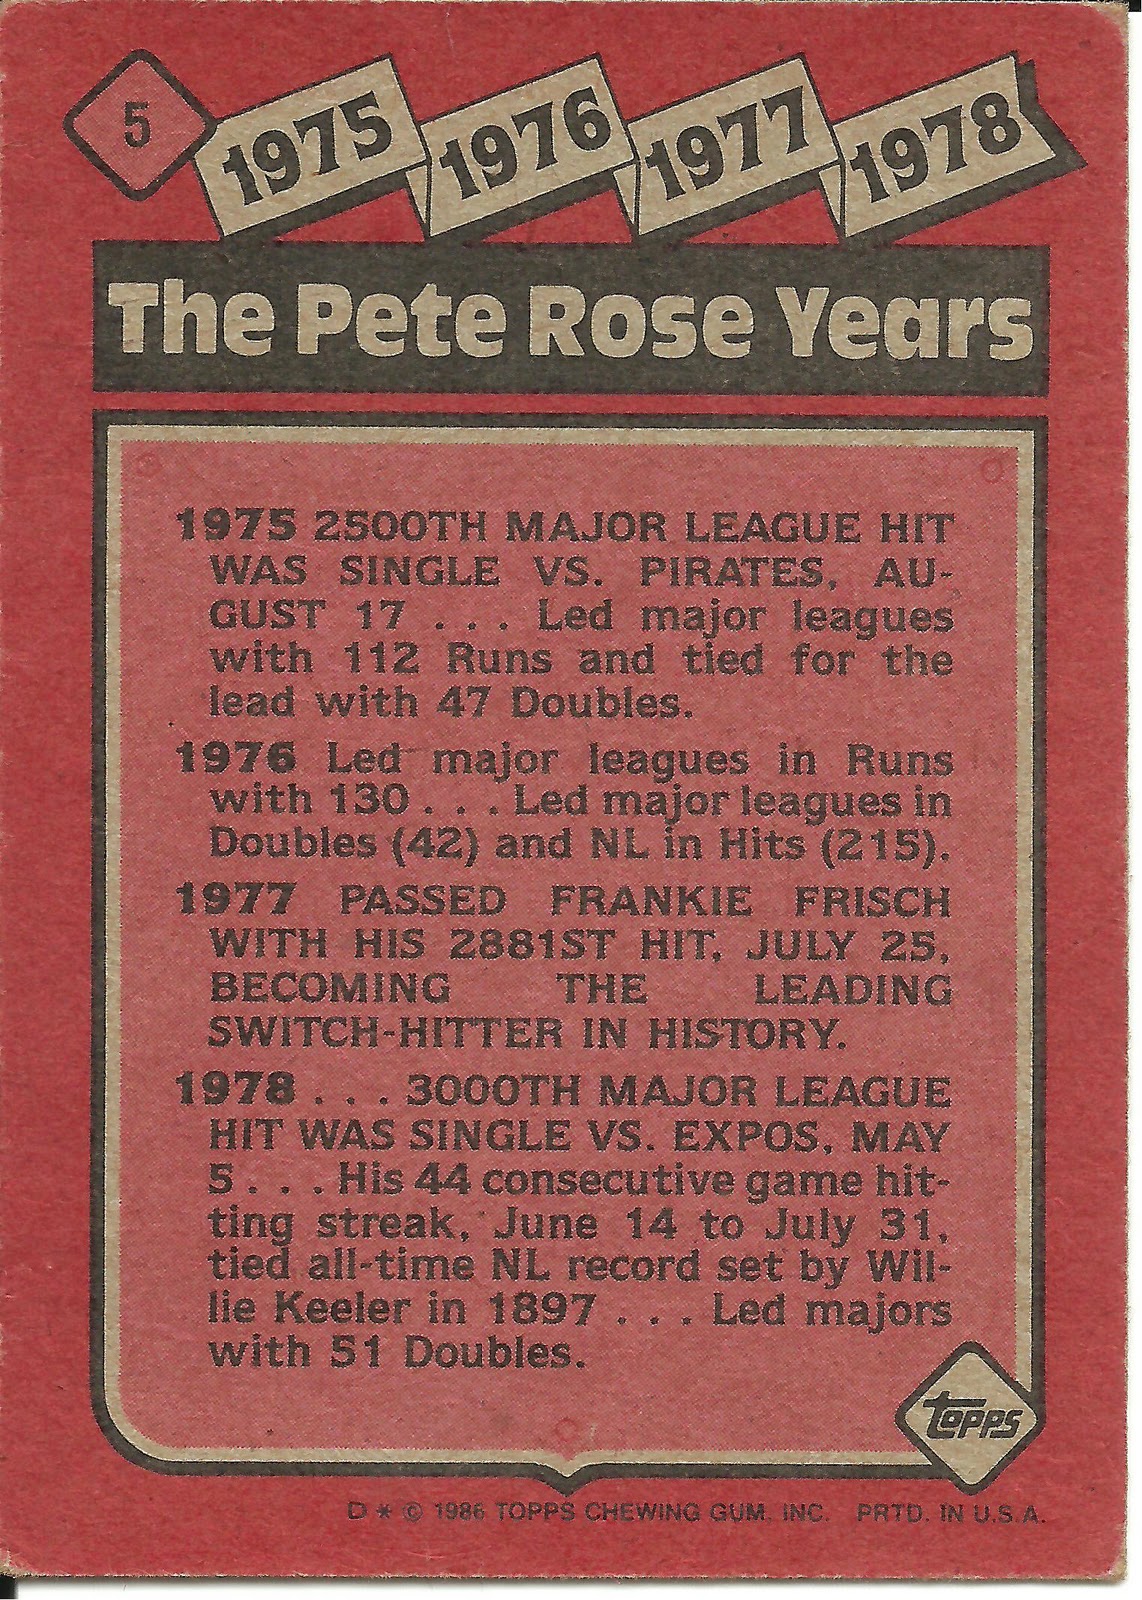 5
1975 1976 1977 1978
The Pete Rose Years
1975 2500TH MAJOR LEAGUE HIT
WAS SINGLE VS. PIRATES, AU-
GUST 17 . . . Led major leagues
with 112 Runs and tied for the
lead with 47 Doubles.
1976 Led major leagues in Runs
with 130 . . . Led major leagues in
Doubles (42) and NL in Hits (215).
1977 PASSED FRANKIE FRISCH
WITH HIS 2881ST HIT, JULY 25,
BECOMING THE LEADING
SWITCH-HITTER IN HISTORY.
1978 . . . 3000TH MAJOR LEAGUE
HIT WAS SINGLE VS. EXPOS, MAY
5 . . . His 44 consecutive game hit-
ting streak, June 14 to July 31,
tied all-time NL record set by Wil-
lie Keeler in 1897 . . . Led majors
with 51 Doubles.
TOPPS
D * © 1986 TOPPS CHEWING GUM, INC. PRTD. IN U.S.A.